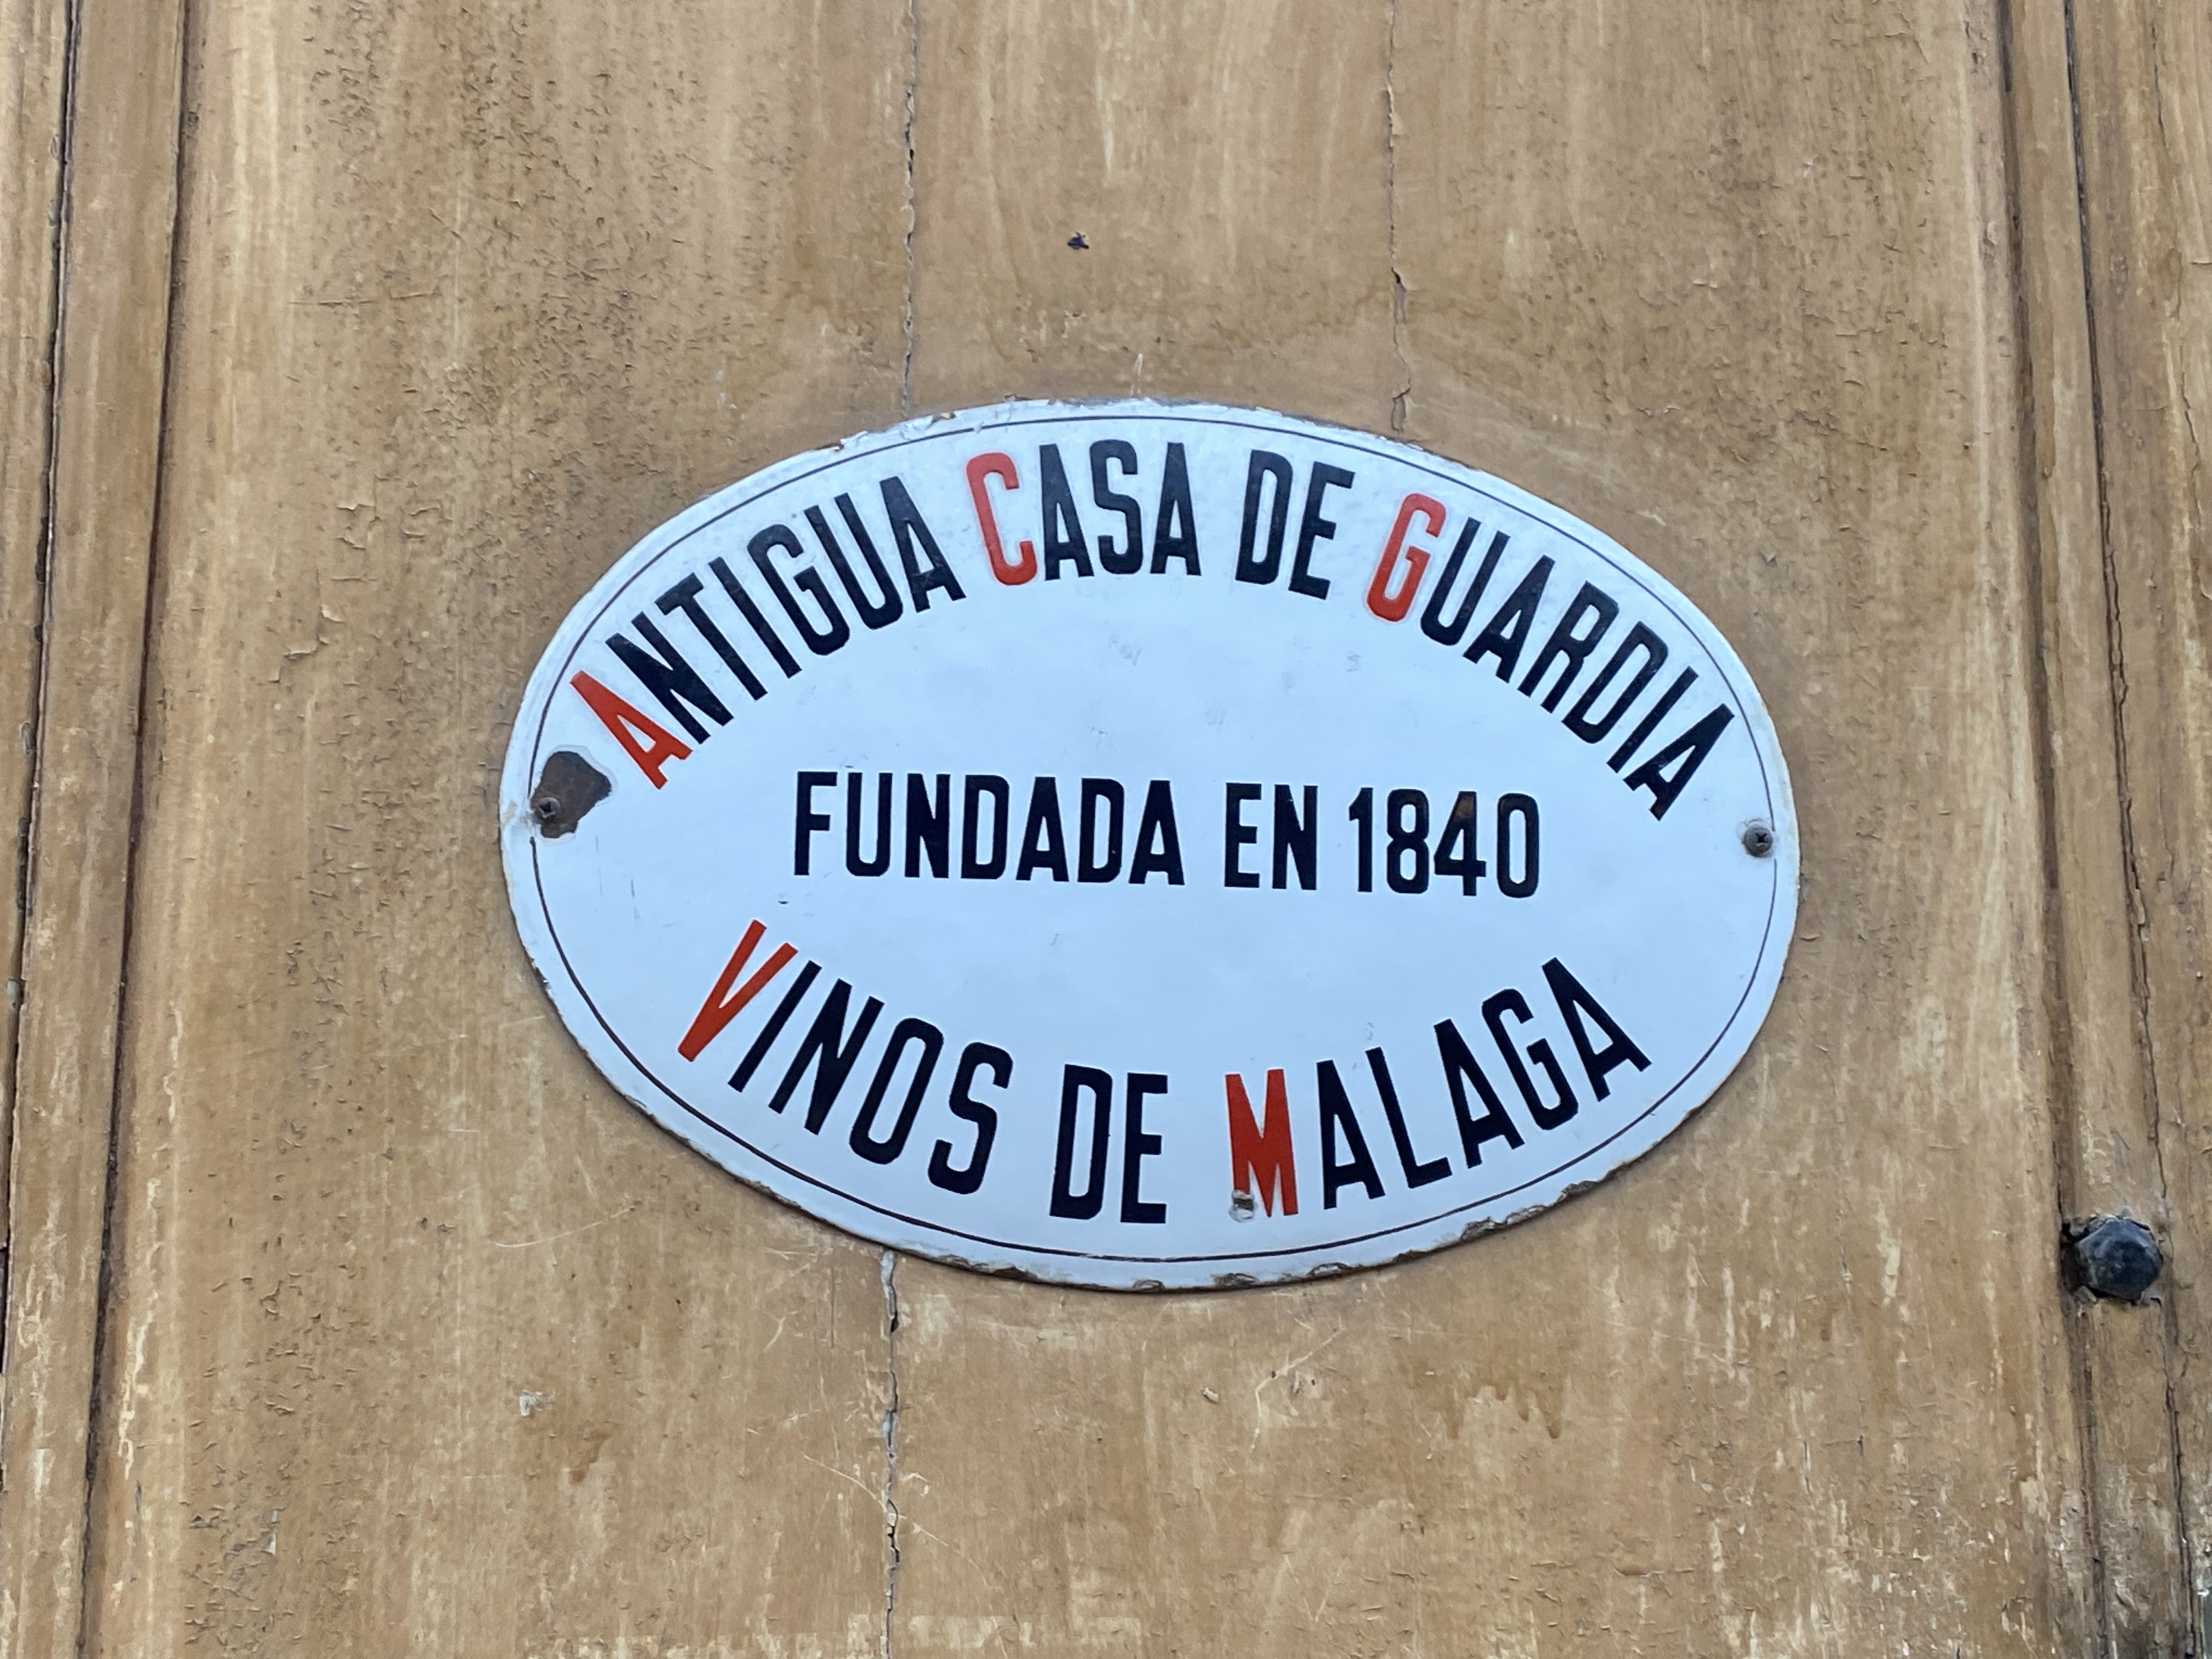 ANTIGUA CASA DE GUARDIA
FUNDADA EN 1840
VINOS DE MALAGA